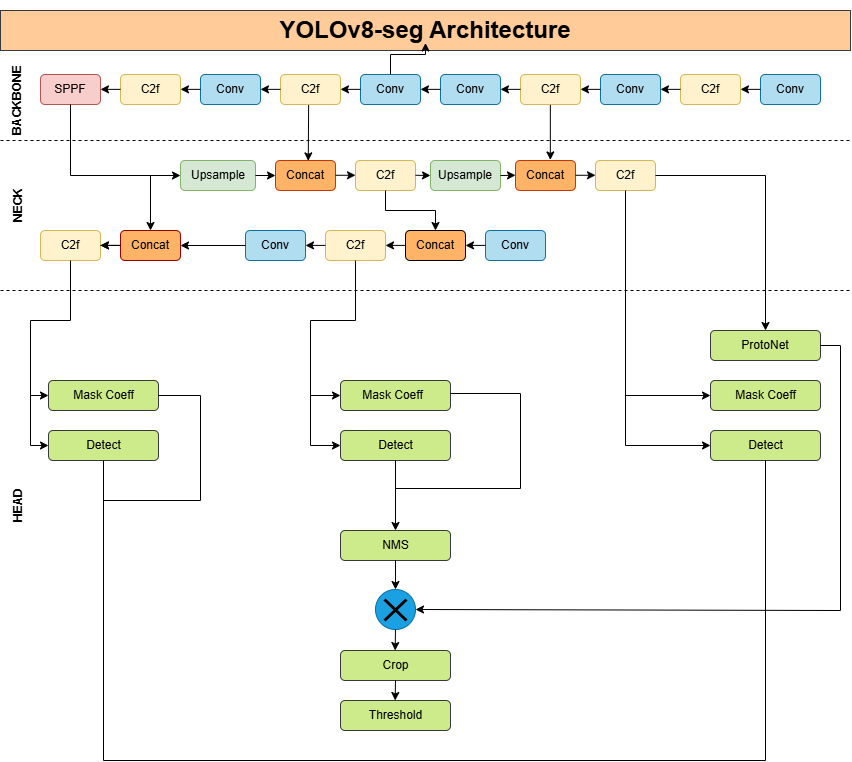 YOLOv8-seg Architecture
BACKBONE
SPPF
C2f
Conv
C2f
Conv
Conv
C2f
Conv
C2f
Conv
NECK
Upsample
Concat
C2f
Upsample
Concat
C2f
C2f
Concat
Conv
C2f
Concat
Conv
HEAD
ProtoNet
Mask Coeff
Mask Coeff
Mask Coeff
Detect
Detect
Detect
NMS
Crop
Threshold